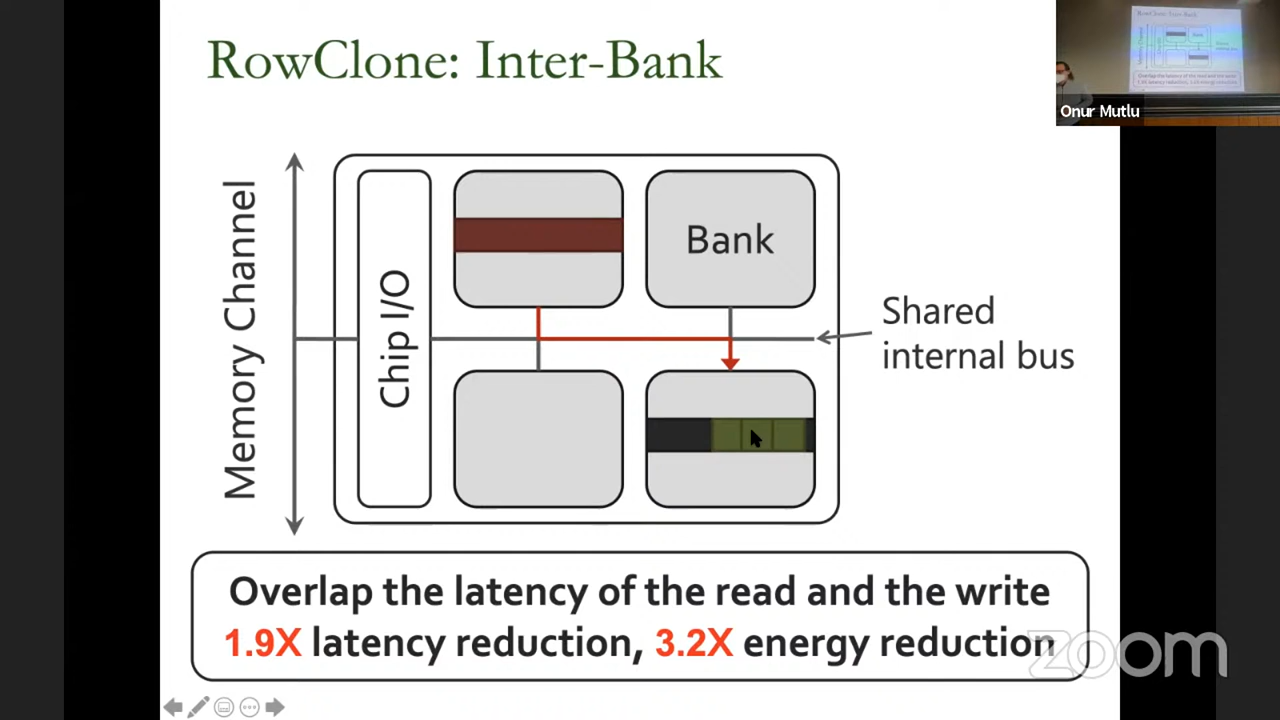 RowClone: Inter-Bank
Onur Mutlu
Memory Channel
Chip I/O
Bank
Shared
internal bus
Overlap the latency of the read and the write
1.9X latency reduction, 3.2X energy reduction
zoom